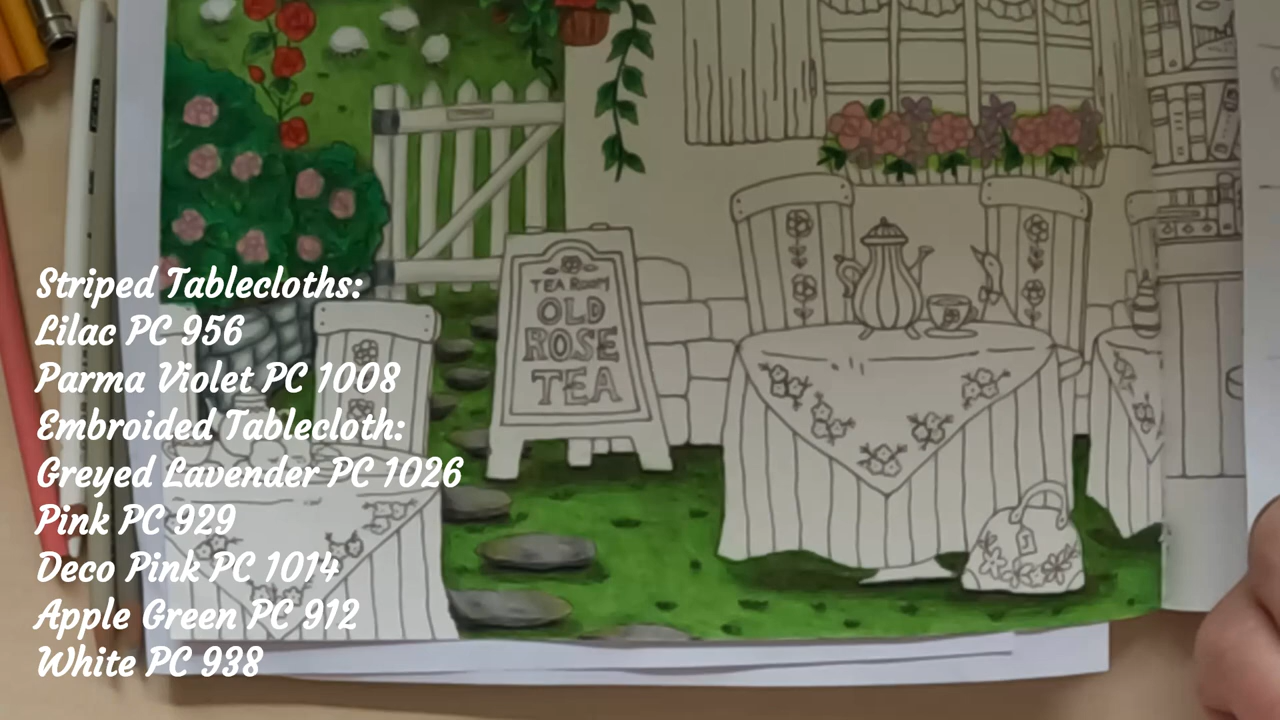 Striped Tablecloths:
Lilac PC 956
Parma Violet PC 1008
Embroided Tablecloth:
Greyed Lavender PC 1026
Pink PC 929
Deco Pink PC 1014
Apple Green PC 912
White PC 938
TEA ROOM
OLD
ROSE
TEA